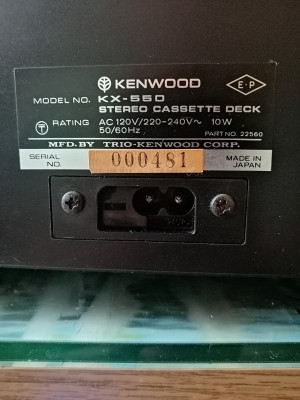 KENWOOD
E-P
MODEL NO. KX-550
STEREO CASSETTE DECK
T RATING AC 120V/220-240V~ 10W
50/60Hz
PART NO. 22560
MFD.BY TRIO-KENWOOD CORP.
SERIAL NO. 000481 MADE IN JAPAN